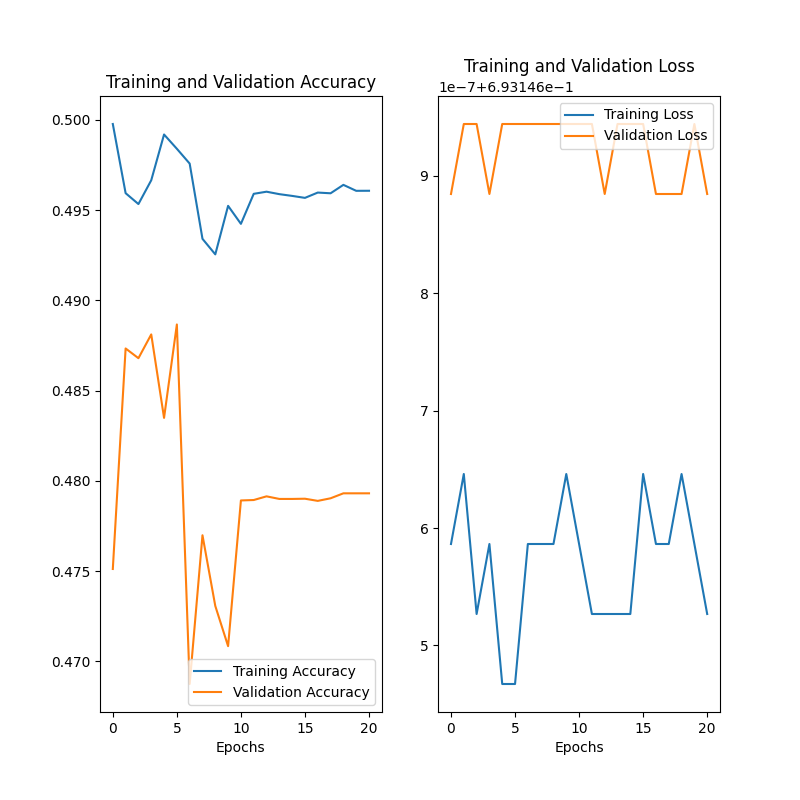 Training and Validation Accuracy
0.500
0.495
0.490
0.485
0.480
0.475
0.470
Training Accuracy
Validation Accuracy
0 5 10 15 20
Epochs
Training and Validation Loss
1e-7+6.93146e-1
Training Loss
Validation Loss
9
8
7
6
5
0 5 10 15 20
Epochs